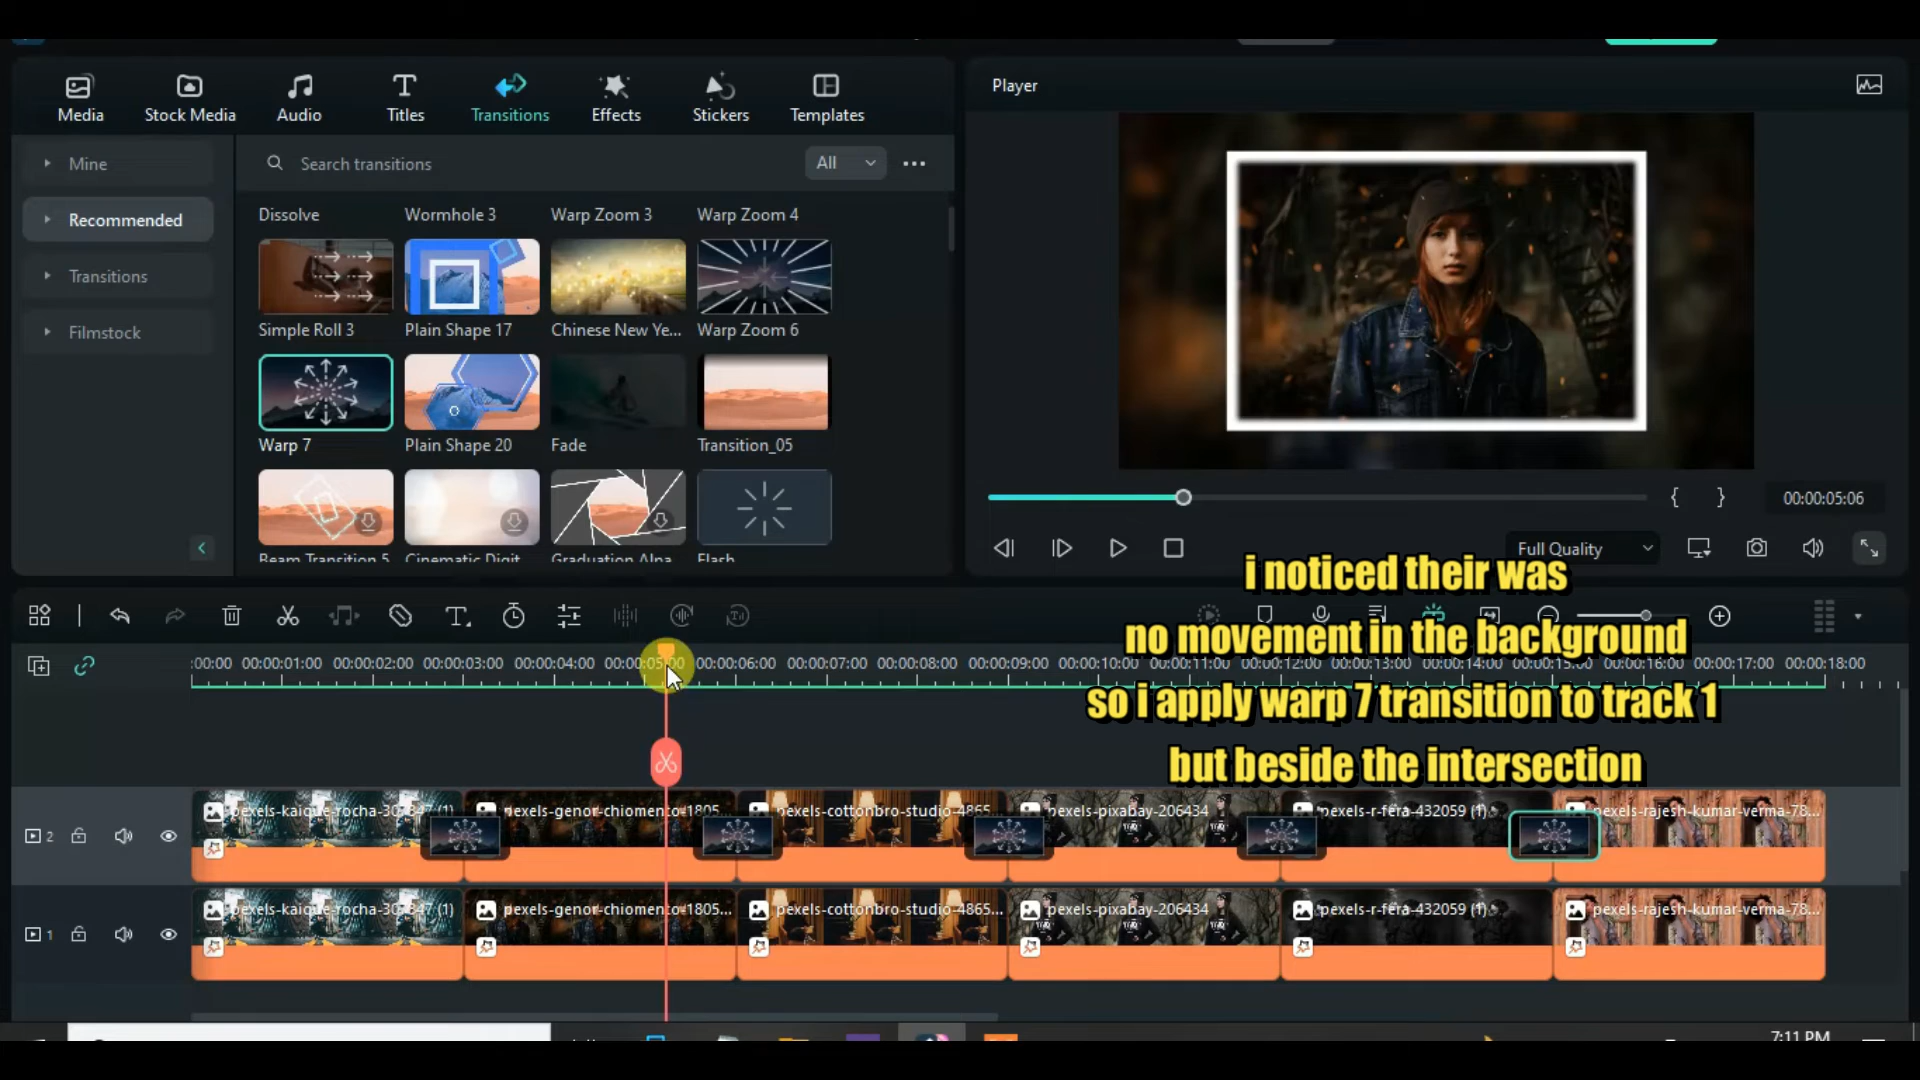 Media
Stock Media
Audio
Titles
Transitions
Effects
Stickers
Templates
Player
Mine
Search transitions
All
Recommended
Transitions
Filmstock
Dissolve
Wormhole 3
Warp Zoom 3
Warp Zoom 4
Simple Roll 3
Plain Shape 17
Chinese New Ye...
Warp Zoom 6
Warp 7
Plain Shape 20
Fade
Transition_05
Beam Transition 5
Cinematic Digit
Graduation Alpa
Flash
00:00:05:06
Full Quality
i noticed their was
no movement in the background
so i apply warp 7 transition to track 1
but beside the intersection
:00:00 00:00:01:00 00:00:02:00 00:00:03:00 00:00:04:00 00:00:05:00 00:00:06:00 00:00:07:00 00:00:08:00 00:00:09:00 00:00:10:00 00:00:11:00 00:00:12:00 00:00:13:00 00:00:14:00 00:00:15:00 00:00:16:00 00:00:17:00 00:00:18:00
2
pexels-kaique-rocha-307847 (1)
pexels-genor-chiomento-1805...
pexels-cottonbro-studio-4865...
pexels-pixabay-206434
pexels-r-fera-432059 (1)
pexels-rajesh-kumar-verma-78...
1
pexels-kaique-rocha-307847 (1)
pexels-genor-chiomento-1805...
pexels-cottonbro-studio-4865...
pexels-pixabay-206434
pexels-r-fera-432059 (1)
pexels-rajesh-kumar-verma-78...
7:11 PM